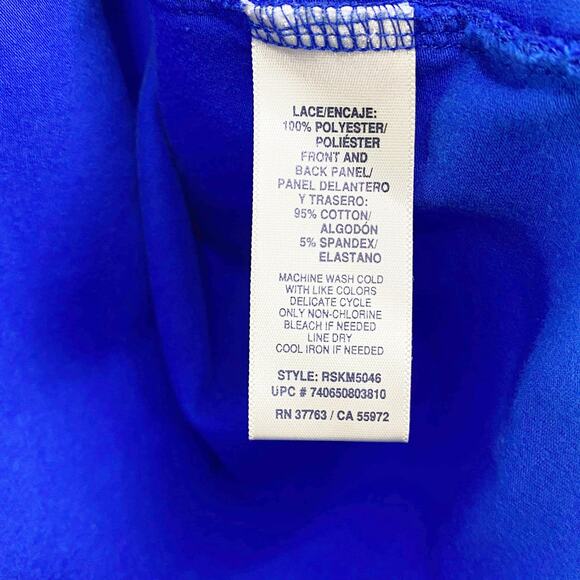 LACE/ENCAJE:
100% POLYESTER/
POLIÉSTER
FRONT AND
BACK PANEL/
PANEL DELANTERO
Y TRASERO:
95% COTTON/
ALGODÓN
5% SPANDEX/
ELASTANO
MACHINE WASH COLD
WITH LIKE COLORS
DELICATE CYCLE
ONLY NON-CHLORINE
BLEACH IF NEEDED
LINE DRY
COOL IRON IF NEEDED
STYLE: RSKM5046
UPC # 740650803810
RN 37763 / CA 55972